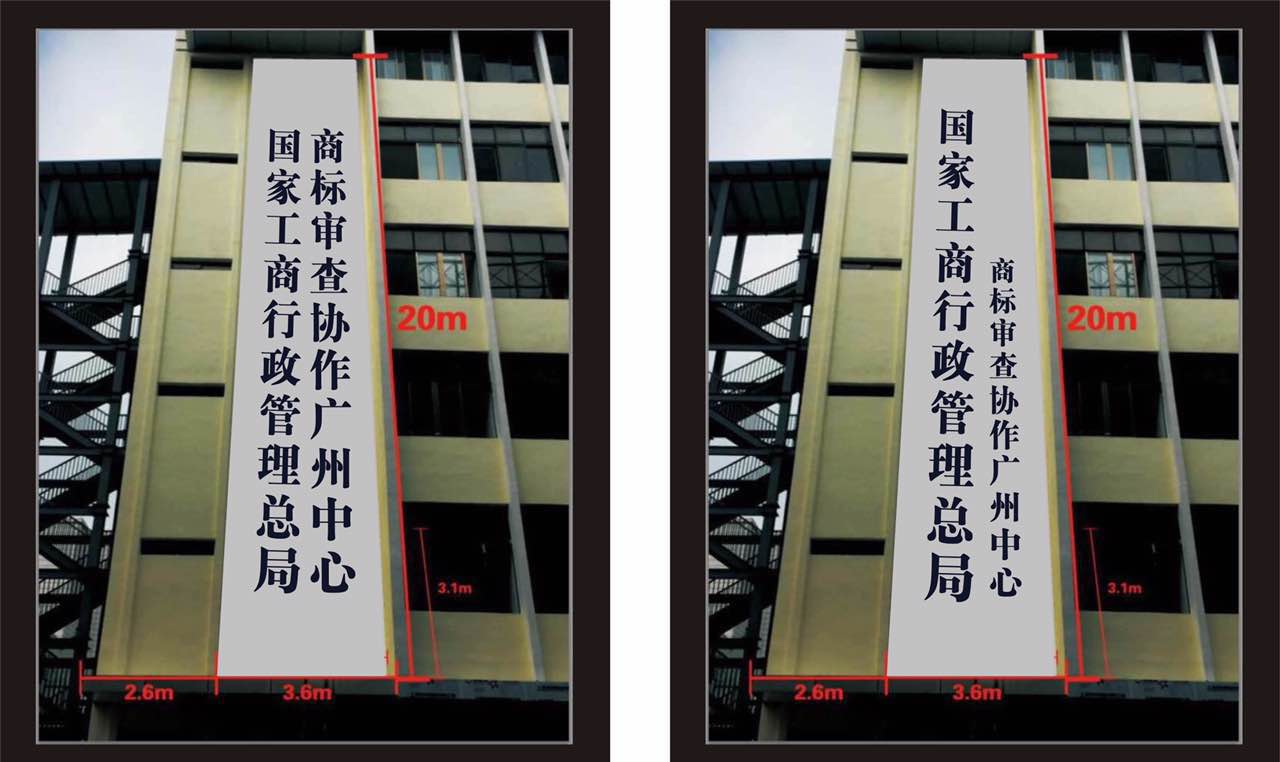 国家工商行政管理总局
商标审查协作广州中心
20m
3.1m
2.6m
3.6m
国家工商行政管理总局
商标审查协作广州中心
20m
3.1m
2.6m
3.6m